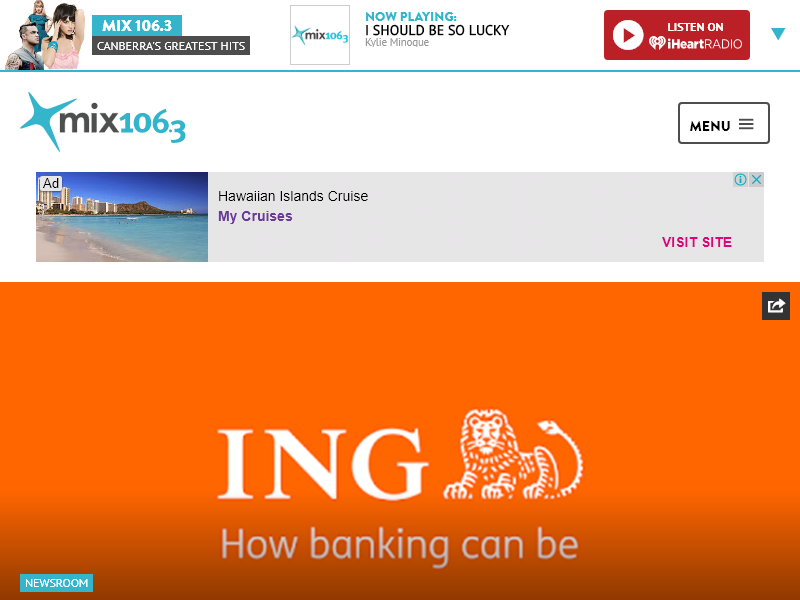 MIX 106.3
CANBERRA'S GREATEST HITS
mix106.3
NOW PLAYING:
I SHOULD BE SO LUCKY
Kylie Minogue
LISTEN ON
iHeartRADIO
mix106.3
MENU
Ad
Hawaiian Islands Cruise
My Cruises
VISIT SITE
ING
How banking can be
NEWSROOM